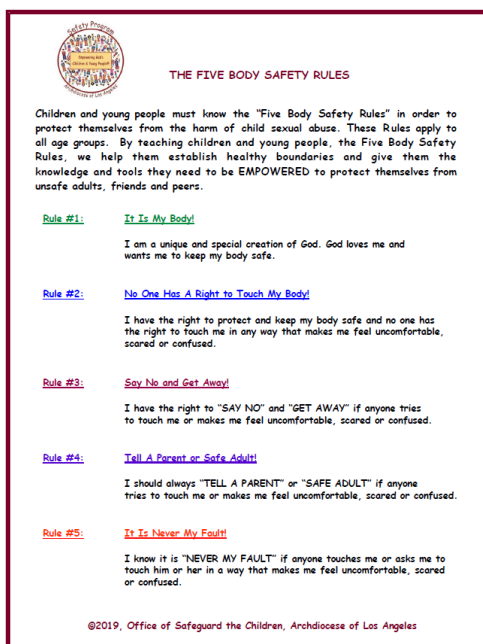 Safety Program
Empowering God's
Children & Young People
Archdiocese of Los Angeles
THE FIVE BODY SAFETY RULES
Children and young people must know the "Five Body Safety Rules" in order to
protect themselves from the harm of child sexual abuse. These Rules apply to
all age groups. By teaching children and young people, the Five Body Safety
Rules, we help them establish healthy boundaries and give them the
knowledge and tools they need to be EMPOWERED to protect themselves from
unsafe adults, friends and peers.
Rule #1: It Is My Body!
I am a unique and special creation of God. God loves me and
wants me to keep my body safe.
Rule #2: No One Has A Right to Touch My Body!
I have the right to protect and keep my body safe and no one has
the right to touch me in any way that makes me feel uncomfortable,
scared or confused.
Rule #3: Say No and Get Away!
I have the right to "SAY NO" and "GET AWAY" if anyone tries
to touch me or makes me feel uncomfortable, scared or confused.
Rule #4: Tell A Parent or Safe Adult!
I should always "TELL A PARENT" or "SAFE ADULT" if anyone
tries to touch me or makes me feel uncomfortable, scared or confused.
Rule #5: It Is Never My Fault!
I know it is "NEVER MY FAULT" if anyone touches me or asks me to
touch him or her in a way that makes me feel uncomfortable, scared
or confused.
©2019, Office of Safeguard the Children, Archdiocese of Los Angeles